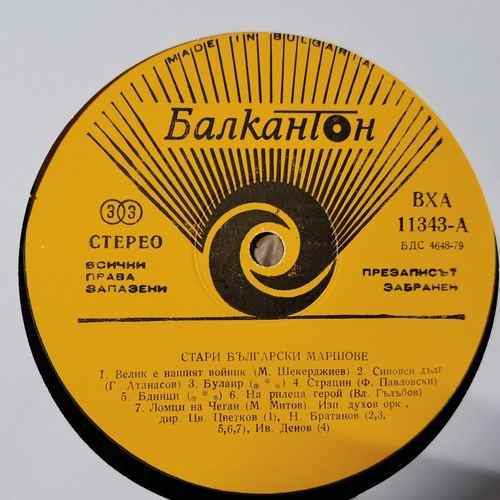 MADE IN BULGARIA
Балкантон
33
СТЕРЕО
ВСИЧКИ
ПРАВА
ЗАПАЗЕНИ
ВХА
11343-А
БДС 4648-79
ПРЕЗАПИСЪТ
ЗАБРАНЕН
СТАРИ БЪЛГАРСКИ МАРШОВЕ
1. Велик е нашият войник (М. Шекерджиев) 2. Синовен дълг
(Г. Атанасов) 3. Булаир (***) 4. Страцин (Ф. Павловски)
5. Бдинци (***) 6. На рилеца герой (Вл. Гълъбов)
7. Ломци на Чеган (М. Митов). Изп духов орк.,
дир. Цв. Цветков (1), Н. Братанов (2,3,
5,6,7), Ив. Денов (4)